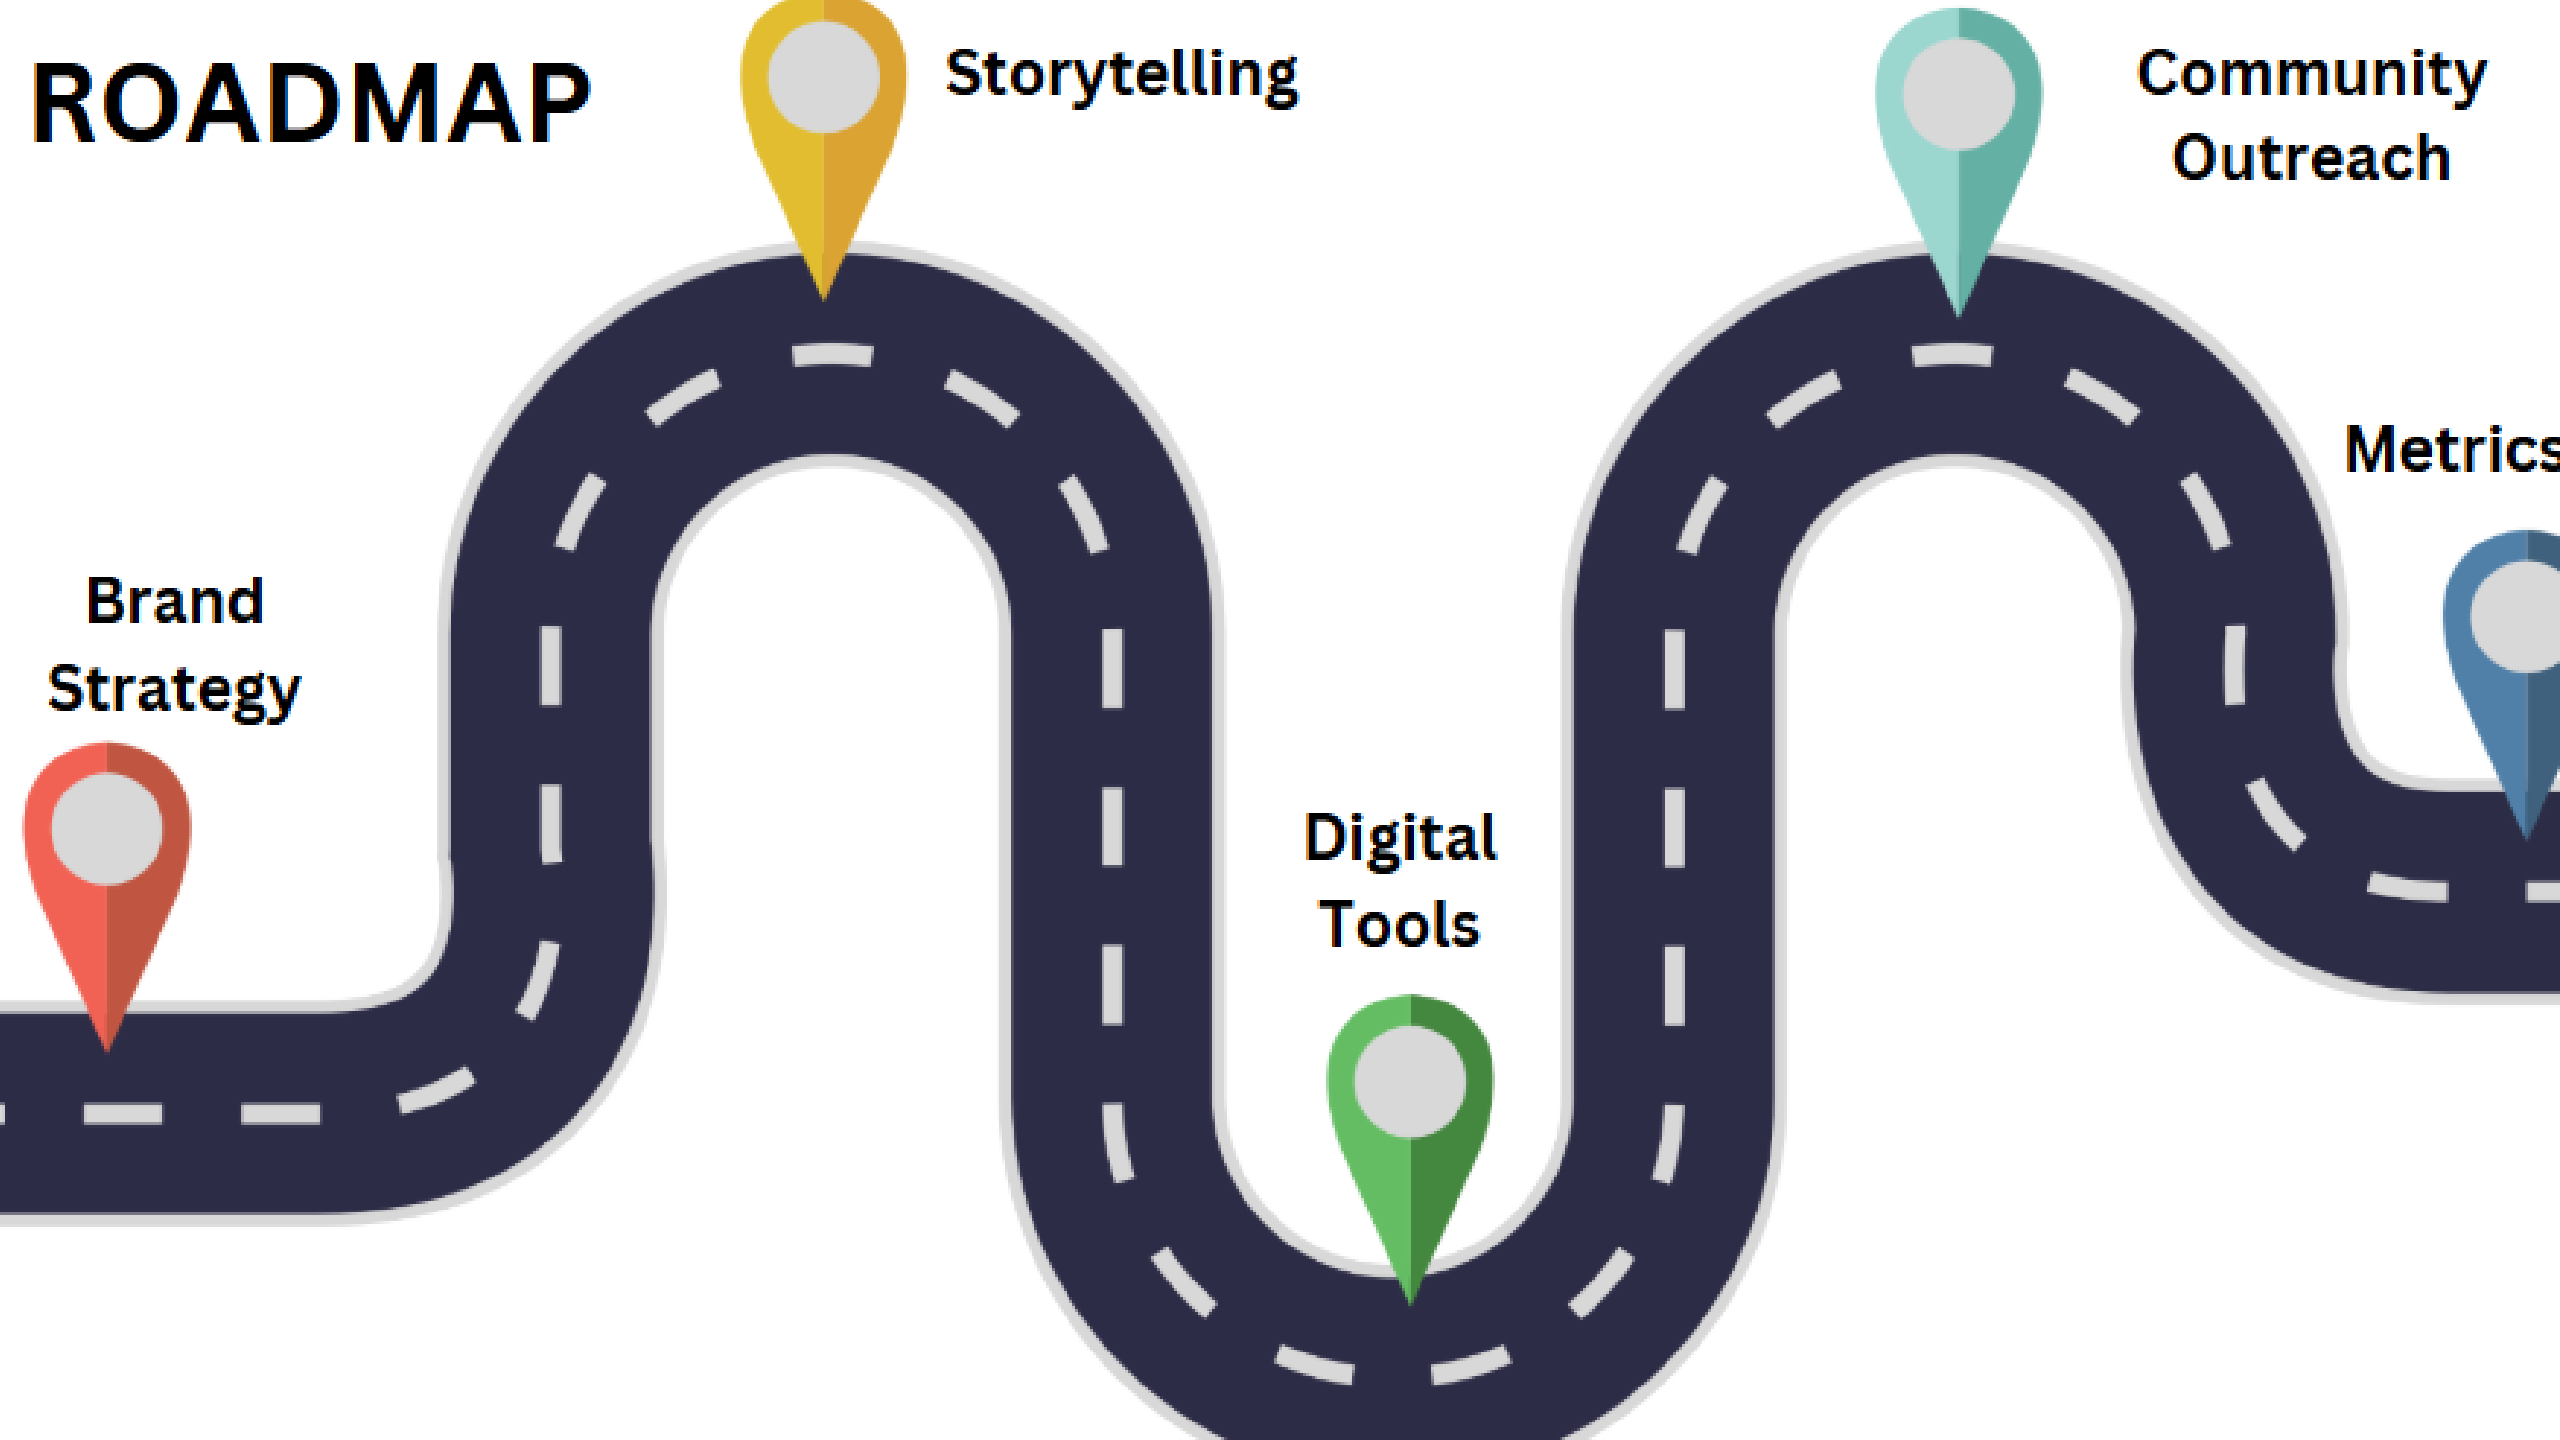 ROADMAP
Storytelling
Community
Outreach
Metrics
Brand
Strategy
Digital
Tools